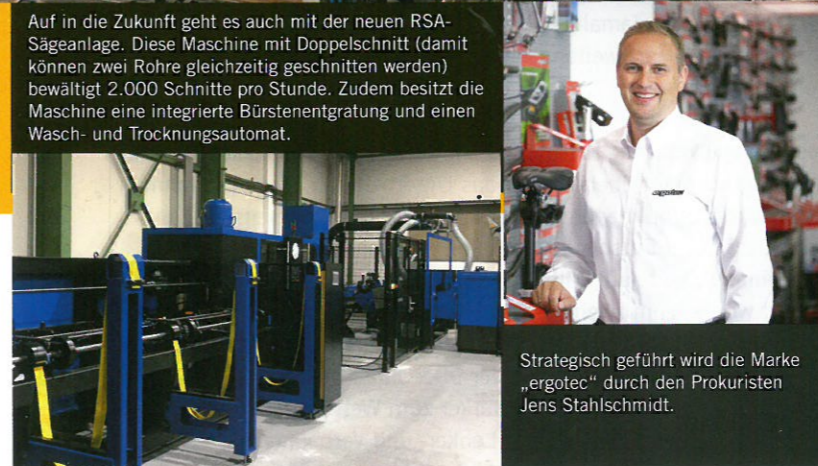 Auf in die Zukunft geht es auch mit der neuen RSA-
Sägeanlage. Diese Maschine mit Doppelschnitt (damit
können zwei Rohre gleichzeitig geschnitten werden)
bewältigt 2.000 Schnitte pro Stunde. Zudem besitzt die
Maschine eine integrierte Bürstenentgratung und einen
Wasch- und Trocknungsautomat.
ergotec
Strategisch geführt wird die Marke
„ergotec“ durch den Prokuristen
Jens Stahlschmidt.